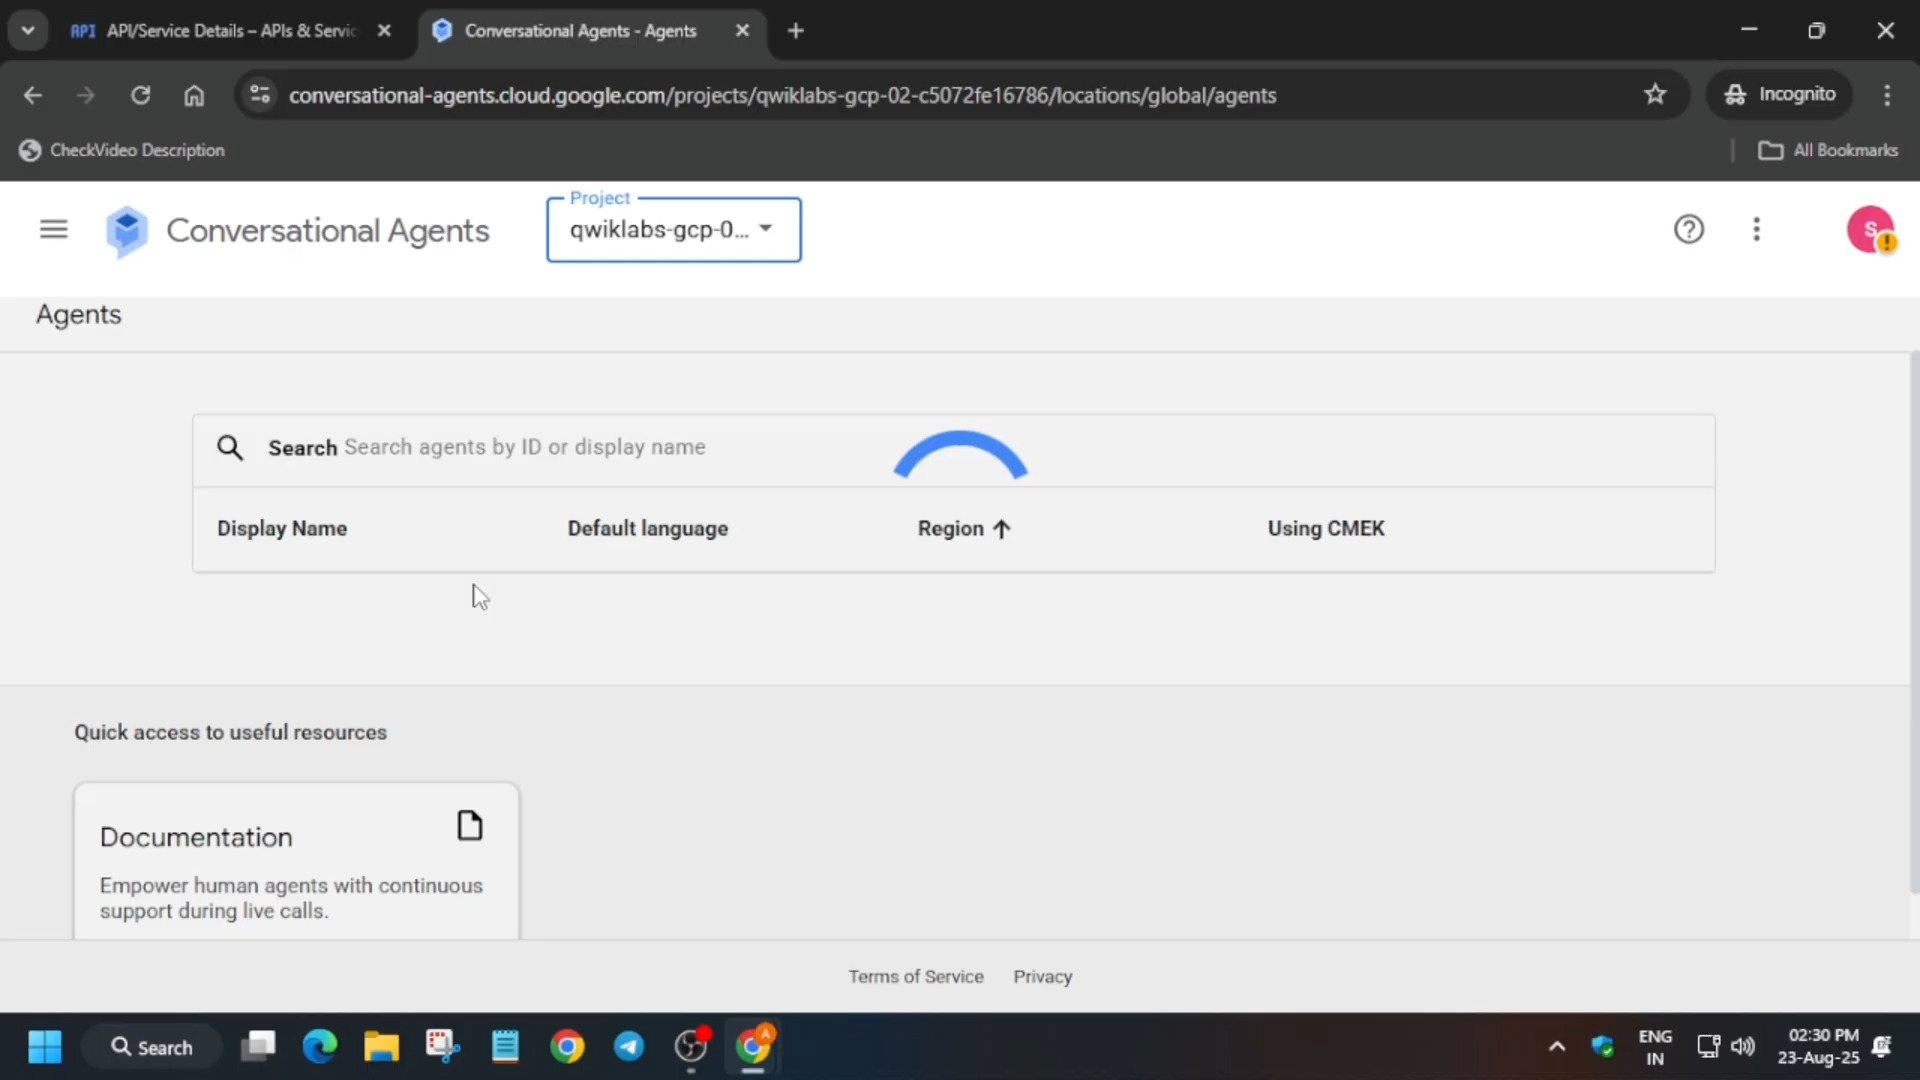 API API/Service Details – APIs & Servic
Conversational Agents - Agents
conversational-agents.cloud.google.com/projects/qwiklabs-gcp-02-c5072fe16786/locations/global/agents
Incognito
CheckVideo Description
All Bookmarks
Conversational Agents
Project
qwiklabs-gcp-0...
S
Agents
Search Search agents by ID or display name
Display Name Default language Region Using CMEK
Quick access to useful resources
Documentation
Empower human agents with continuous
support during live calls.
Terms of Service Privacy
Search
A
ENG
IN
02:30 PM
23-Aug-25